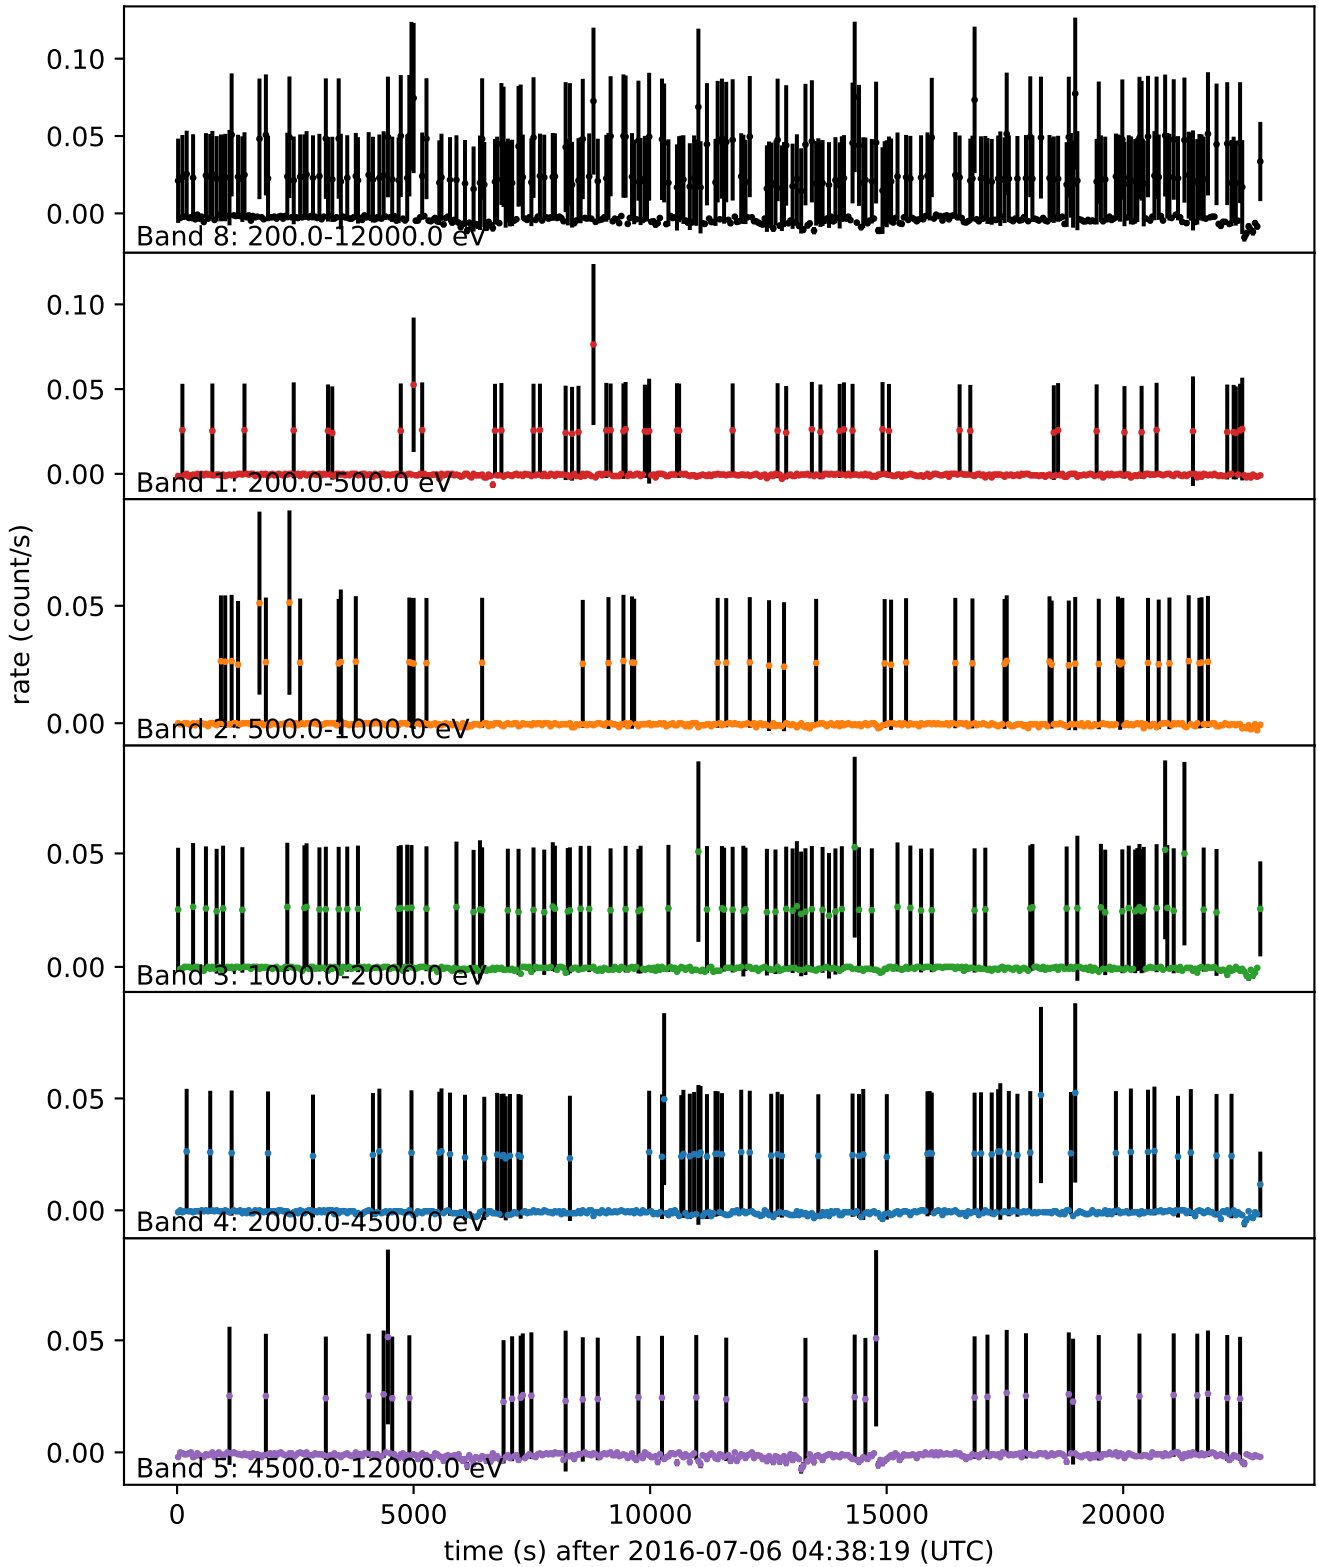 0.10
0.05
0.00
Band 8: 200.0-12000.0 eV
0.10
0.05
0.00
Band 1: 200.0-500.0 eV
rate (count/s)
0.05
0.00
Band 2: 500.0-1000.0 eV
0.05
0.00
Band 3: 1000.0-2000.0 eV
0.05
0.00
Band 4: 2000.0-4500.0 eV
0.05
0.00
Band 5: 4500.0-12000.0 eV
0 5000 10000 15000 20000
time (s) after 2016-07-06 04:38:19 (UTC)